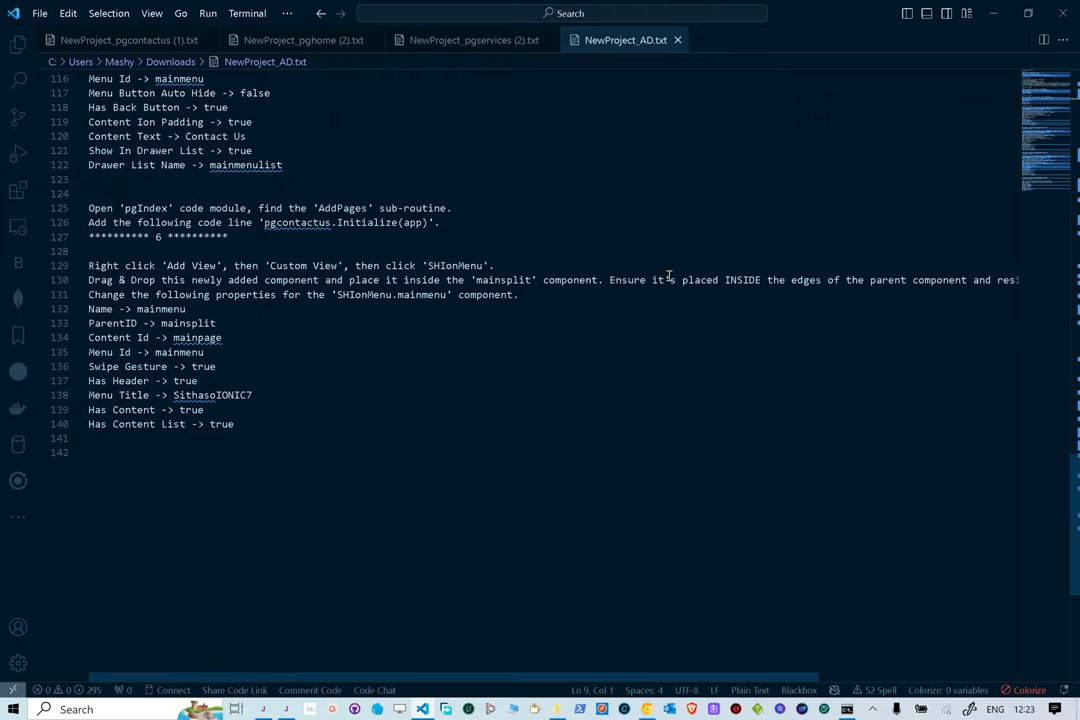 File Edit Selection View Go Run Terminal ··· Search
NewProject_pgcontactus (1).txt NewProject_pghome (2).txt NewProject_pgservices (2).txt NewProject_AD.txt
C: > Users > Mashy > Downloads > NewProject_AD.txt
116 Menu Id -> mainmenu
117 Menu Button Auto Hide -> false
118 Has Back Button -> true
119 Content Ion Padding -> true
120 Content Text -> Contact Us
121 Show In Drawer List -> true
122 Drawer List Name -> mainmenulist
123
124
125 Open 'pgIndex' code module, find the 'AddPages' sub-routine.
126 Add the following code line 'pgcontactus.Initialize(app)'.
127 ********** 6 **********
128
129 Right click 'Add View', then 'Custom View', then click 'SHIonMenu'.
130 Drag & Drop this newly added component and place it inside the 'mainsplit' component. Ensure it's placed INSIDE the edges of the parent component and resi
131 Change the following properties for the 'SHIonMenu.mainmenu' component.
132 Name -> mainmenu
133 ParentID -> mainsplit
134 Content Id -> mainpage
135 Menu Id -> mainmenu
136 Swipe Gesture -> true
137 Has Header -> true
138 Menu Title -> SithasoIONIC7
139 Has Content -> true
140 Has Content List -> true
141
142
0 0 295 0 Connect Share Code Link Comment Code Code Chat Ln 9, Col 1 Spaces: 4 UTF-8 LF Plain Text Blackbox 52 Spell Colorize: 0 variables Colorize
Search ENG 12:23